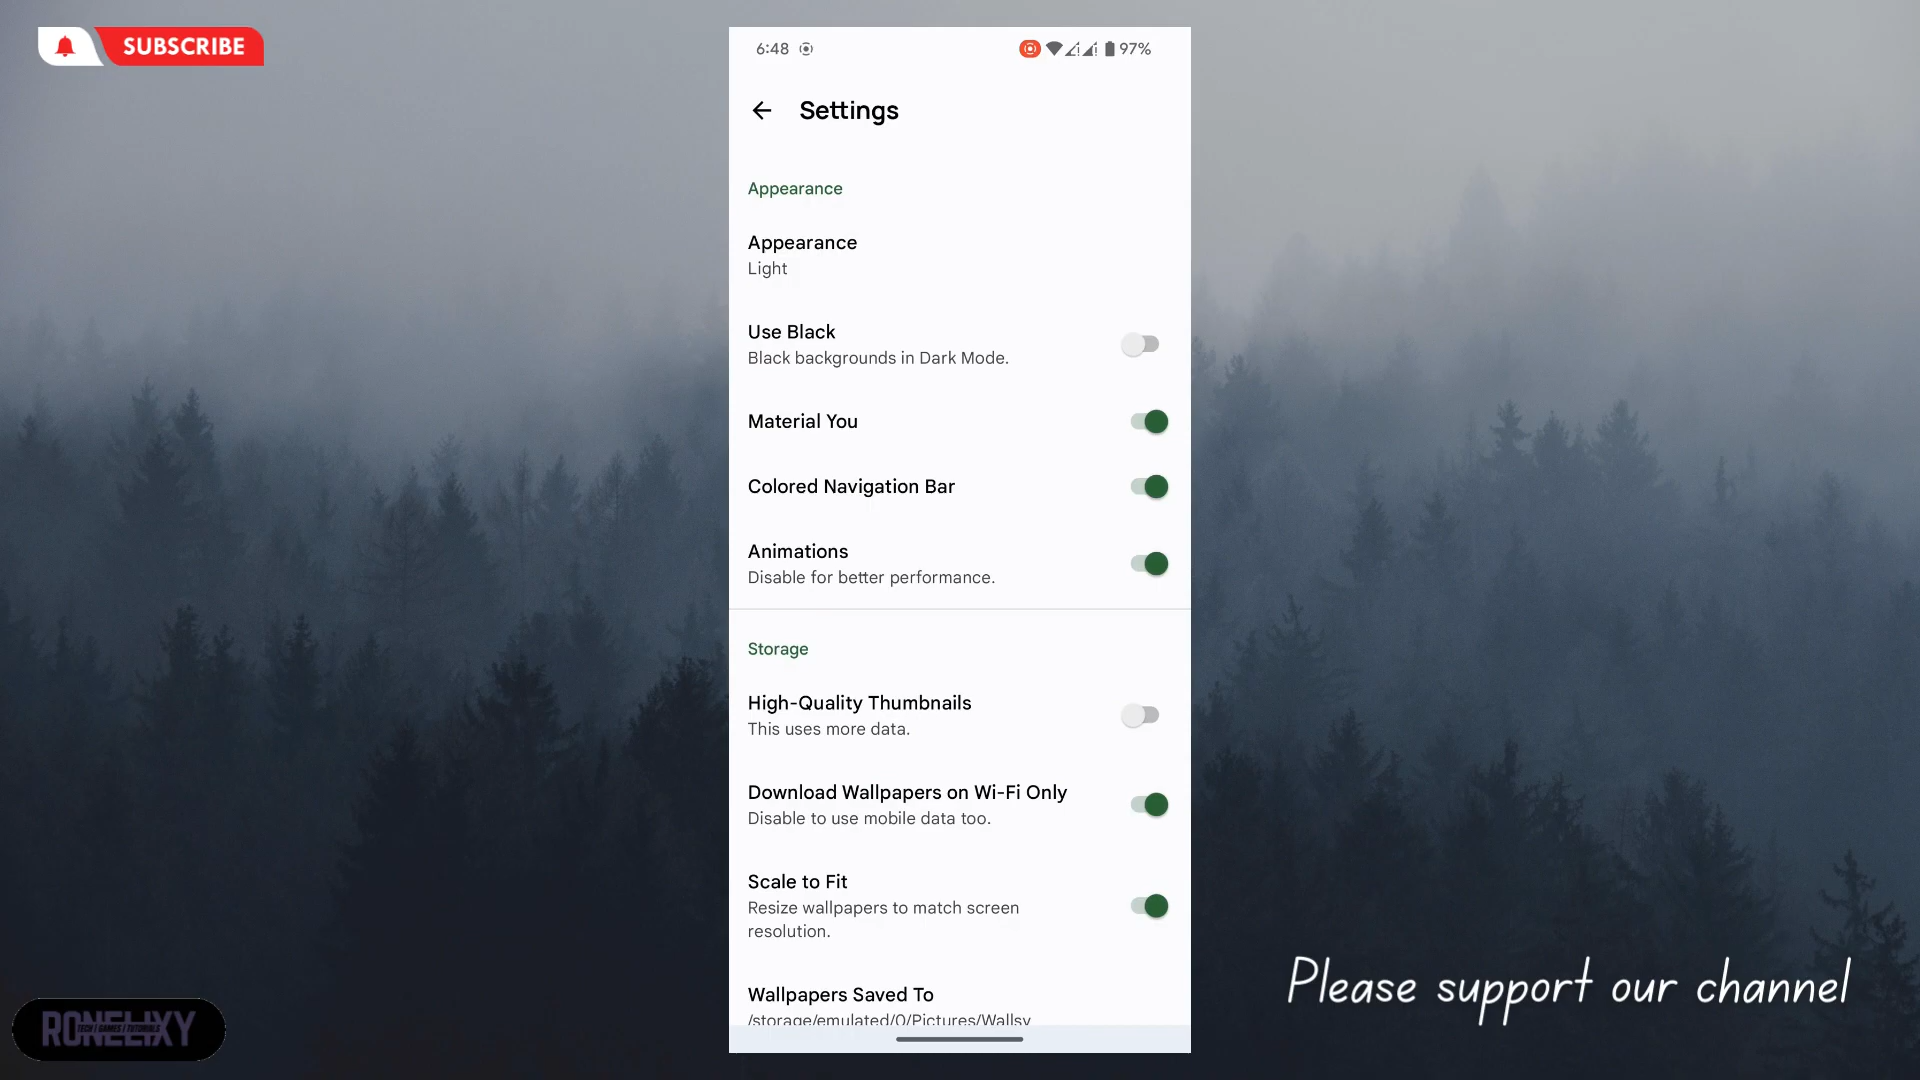 SUBSCRIBE
6:48
97%
Settings
Appearance
Appearance
Light
Use Black
Black backgrounds in Dark Mode.
Material You
Colored Navigation Bar
Animations
Disable for better performance.
Storage
High-Quality Thumbnails
This uses more data.
Download Wallpapers on Wi-Fi Only
Disable to use mobile data too.
Scale to Fit
Resize wallpapers to match screen
resolution.
Wallpapers Saved To
/storage/emulated/0/Pictures/Wallsy
Please support our channel
RONELIXY
TECH | GAMES | TUTORIALS